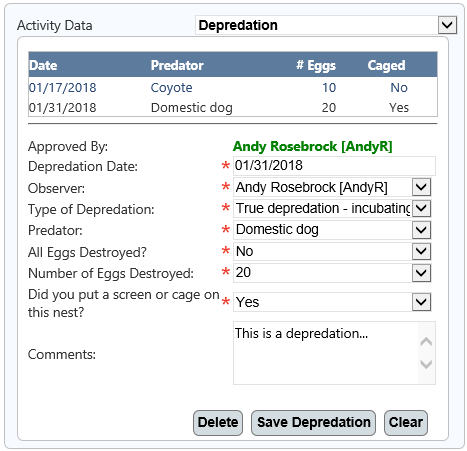 Activity Data Depredation
Date Predator # Eggs Caged
01/17/2018 Coyote 10 No
01/31/2018 Domestic dog 20 Yes
Approved By: Andy Rosebrock [AndyR]
Depredation Date: * 01/31/2018
Observer: * Andy Rosebrock [AndyR]
Type of Depredation: * True depredation - incubating
Predator: * Domestic dog
All Eggs Destroyed? * No
Number of Eggs Destroyed: * 20
Did you put a screen or cage on
this nest? * Yes
Comments: This is a depredation...
Delete Save Depredation Clear